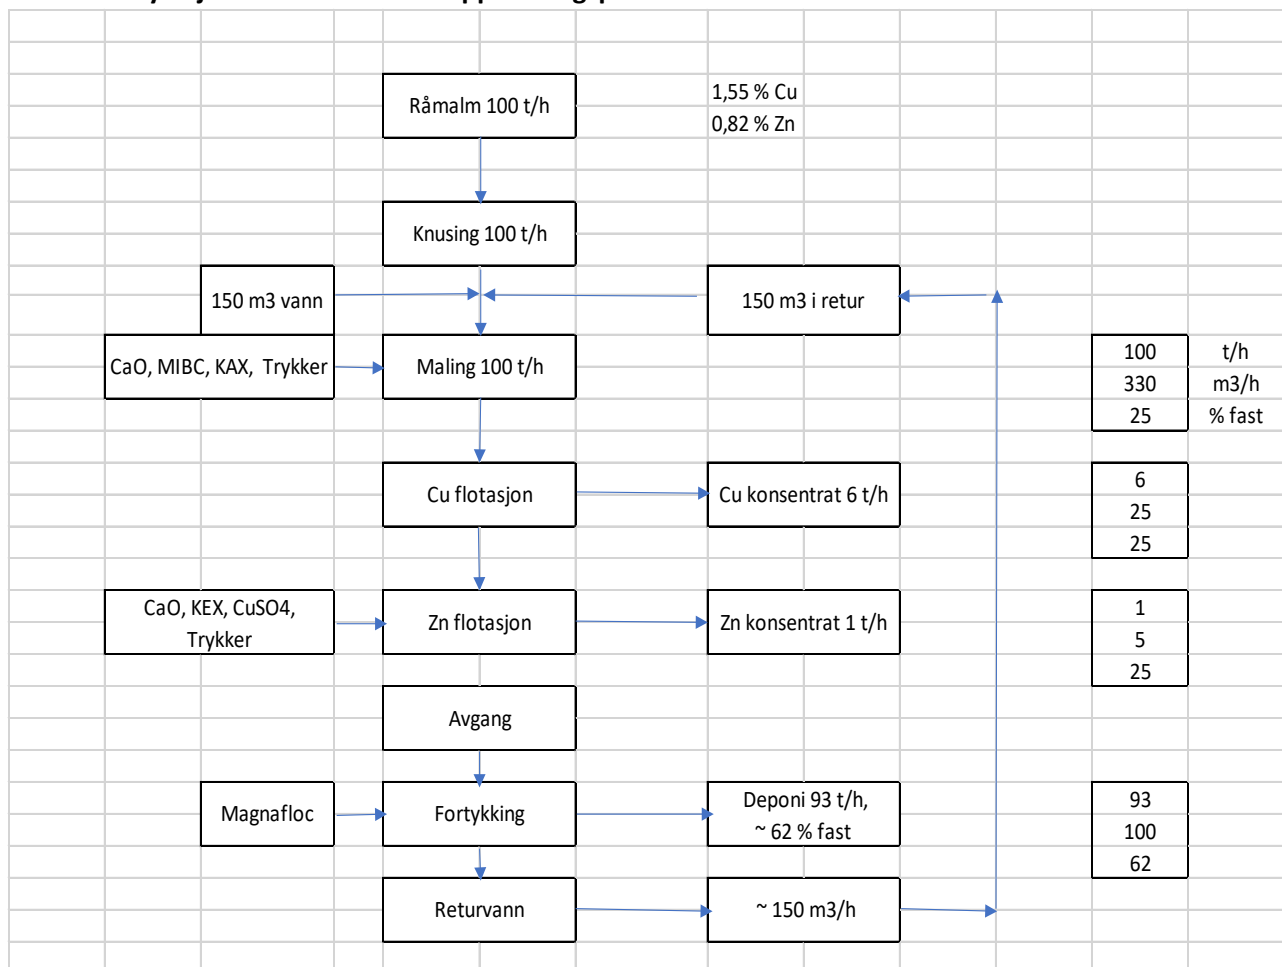 Råmalm 100 t/h
1,55 % Cu
0,82 % Zn
Knusing 100 t/h
150 m3 vann
150 m3 i retur
CaO, MIBC, KAX, Trykker
Maling 100 t/h
100 t/h
330 m3/h
25 % fast
Cu flotasjon
Cu konsentrat 6 t/h
6
25
25
CaO, KEX, CuSO4,
Trykker
Zn flotasjon
Zn konsentrat 1 t/h
1
5
25
Avgang
Magnafloc
Fortykking
Deponi 93 t/h,
~ 62 % fast
93
100
62
Returvann
~ 150 m3/h